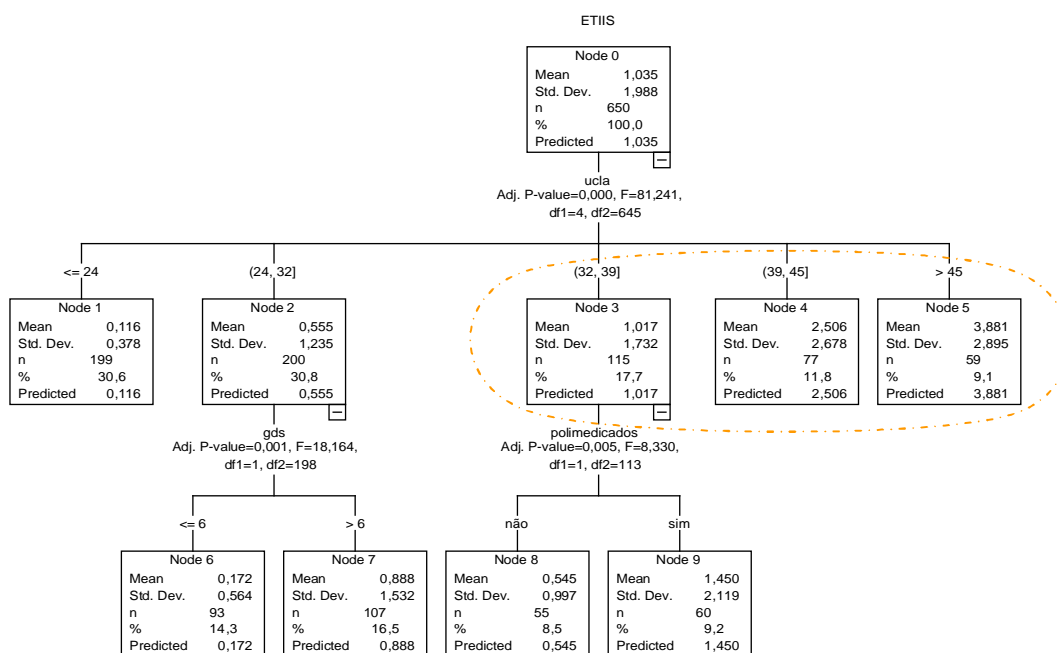 ETIIS
Node 0
Mean 1,035
Std. Dev. 1,988
n 650
% 100,0
Predicted 1,035
ucla
Adj. P-value=0,000, F=81,241,
df1=4, df2=645
<= 24
(24, 32]
(32, 39]
(39, 45]
> 45
Node 1
Mean 0,116
Std. Dev. 0,378
n 199
% 30,6
Predicted 0,116
Node 2
Mean 0,555
Std. Dev. 1,235
n 200
% 30,8
Predicted 0,555
Node 3
Mean 1,017
Std. Dev. 1,732
n 115
% 17,7
Predicted 1,017
Node 4
Mean 2,506
Std. Dev. 2,678
n 77
% 11,8
Predicted 2,506
Node 5
Mean 3,881
Std. Dev. 2,895
n 59
% 9,1
Predicted 3,881
gds
Adj. P-value=0,001, F=18,164,
df1=1, df2=198
polimedicados
Adj. P-value=0,005, F=8,330,
df1=1, df2=113
<= 6
> 6
não
sim
Node 6
Mean 0,172
Std. Dev. 0,564
n 93
% 14,3
Predicted 0,172
Node 7
Mean 0,888
Std. Dev. 1,532
n 107
% 16,5
Predicted 0,888
Node 8
Mean 0,545
Std. Dev. 0,997
n 55
% 8,5
Predicted 0,545
Node 9
Mean 1,450
Std. Dev. 2,119
n 60
% 9,2
Predicted 1,450